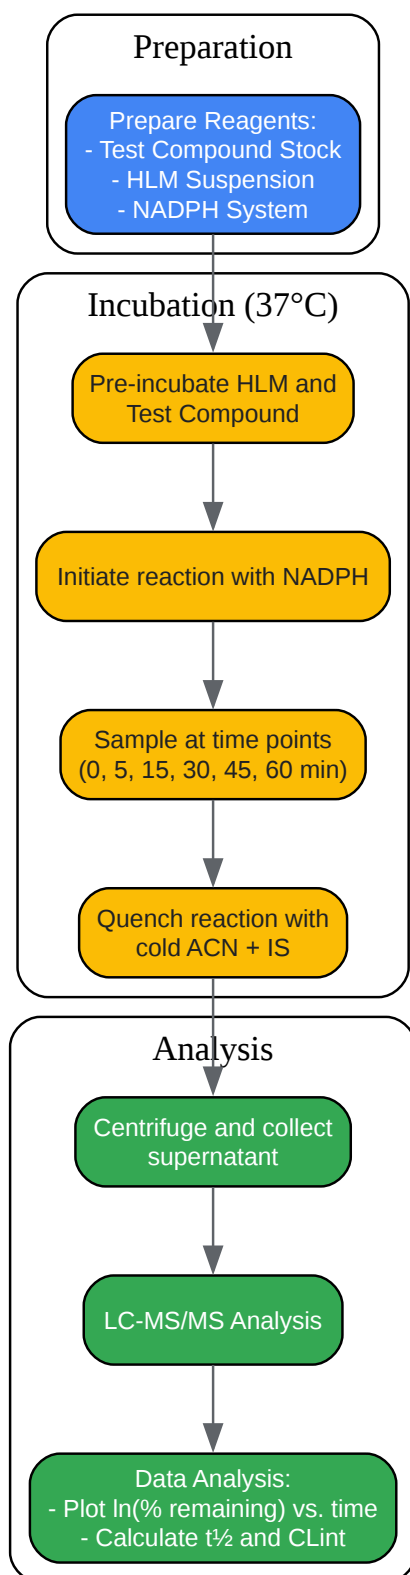 Preparation
Prepare Reagents:
- Test Compound Stock
- HLM Suspension
- NADPH System
Incubation (37°C)
Pre-incubate HLM and
Test Compound
Initiate reaction with NADPH
Sample at time points
(0, 5, 15, 30, 45, 60 min)
Quench reaction with
cold ACN + IS
Analysis
Centrifuge and collect
supernatant
LC-MS/MS Analysis
Data Analysis:
- Plot ln(% remaining) vs. time
- Calculate t½ and CLint